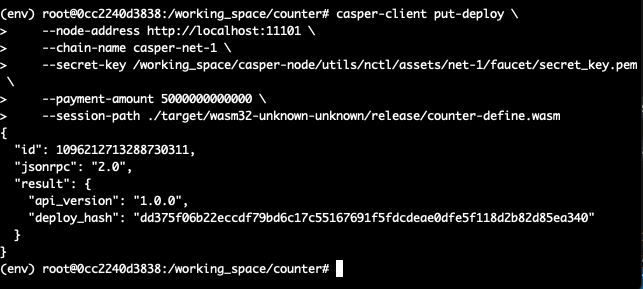 (env) root@0cc2240d3838:/working_space/counter# casper-client put-deploy \
>     --node-address http://localhost:11101 \
>     --chain-name casper-net-1 \
>     --secret-key /working_space/casper-node/utils/nctl/assets/net-1/faucet/secret_key.pem
\
>     --payment-amount 5000000000000 \
>     --session-path ./target/wasm32-unknown-unknown/release/counter-define.wasm
{
  "id": 1096212713288730311,
  "jsonrpc": "2.0",
  "result": {
    "api_version": "1.0.0",
    "deploy_hash": "dd375f06b22eccdf79bd6c17c55167691f5fdcdeae0dfe5f118d2b82d85ea340"
  }
}
(env) root@0cc2240d3838:/working_space/counter#